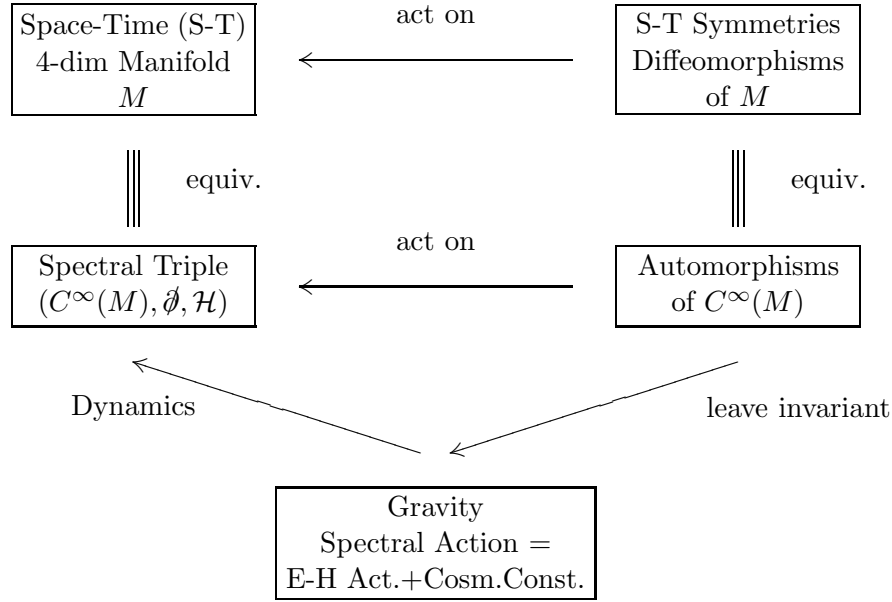 Space-Time (S-T)
4-dim Manifold
M
act on
S-T Symmetries
Diffeomorphisms
of M
equiv.
equiv.
Spectral Triple
(C^∞(M), ∂̸, ℋ)
act on
Automorphisms
of C^∞(M)
Dynamics
leave invariant
Gravity
Spectral Action =
E-H Act.+Cosm.Const.